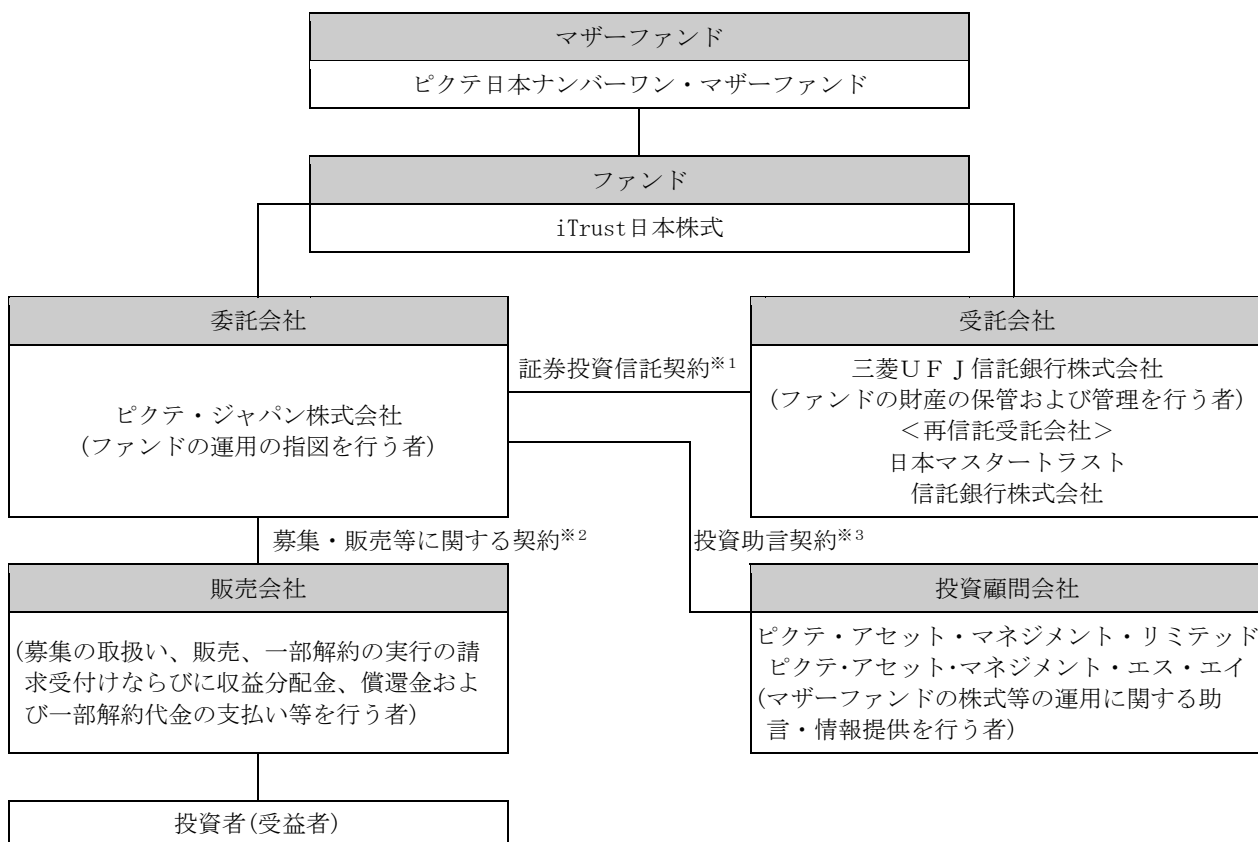 マザーファンド
ピクテ日本ナンバーワン・マザーファンド
ファンド
iTrust日本株式
委託会社
ピクテ・ジャパン株式会社
(ファンドの運用の指図を行う者)
証券投資信託契約※1
受託会社
三菱ＵＦＪ信託銀行株式会社
(ファンドの財産の保管および管理を行う者)
＜再信託受託会社＞
日本マスタートラスト
信託銀行株式会社
募集・販売等に関する契約※2
投資助言契約※3
販売会社
(募集の取扱い、販売、一部解約の実行の請
求受付けならびに収益分配金、償還金およ
び一部解約代金の支払い等を行う者)
投資顧問会社
ピクテ・アセット・マネジメント・リミテッド
ピクテ・アセット・マネジメント・エス・エイ
(マザーファンドの株式等の運用に関する助
言・情報提供を行う者)
投資者(受益者)